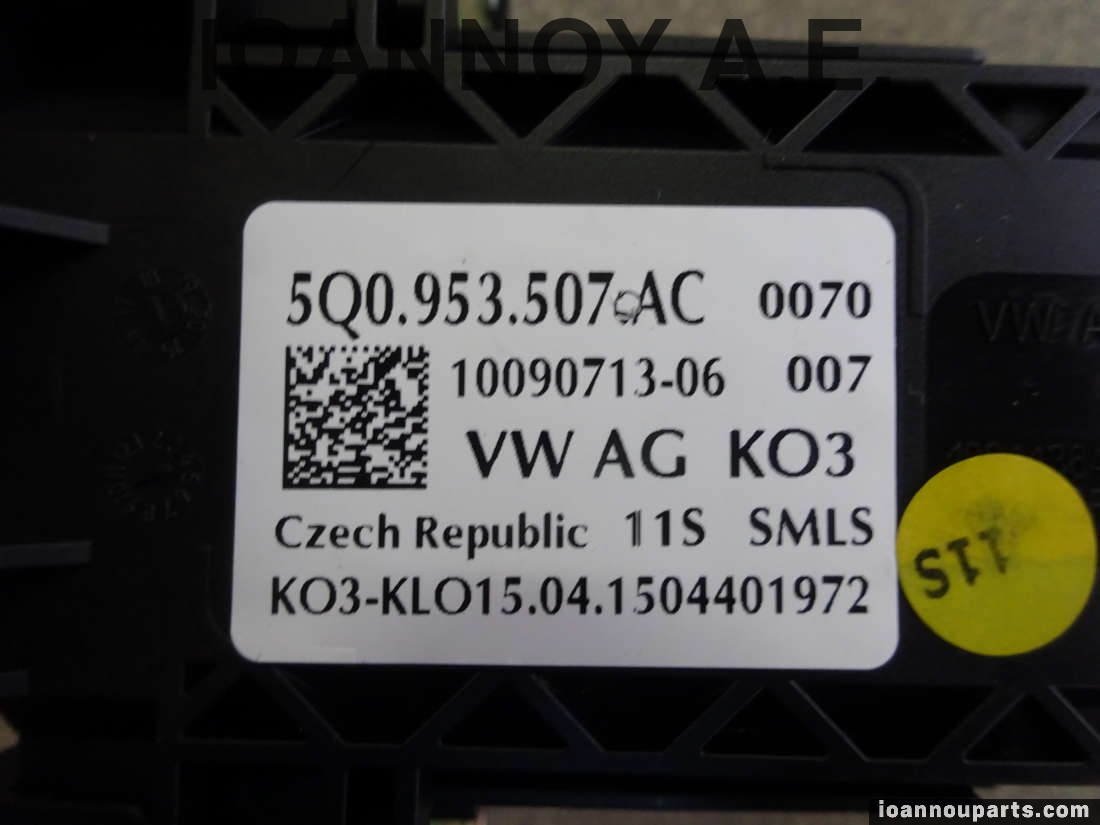 IOANNOY A.E.
5Q0.953.507.AC 0070
10090713-06 007
VW AG KO3
Czech Republic 11S SMLS
KO3-KLO15.04.1504401972
11S
ioannouparts.com